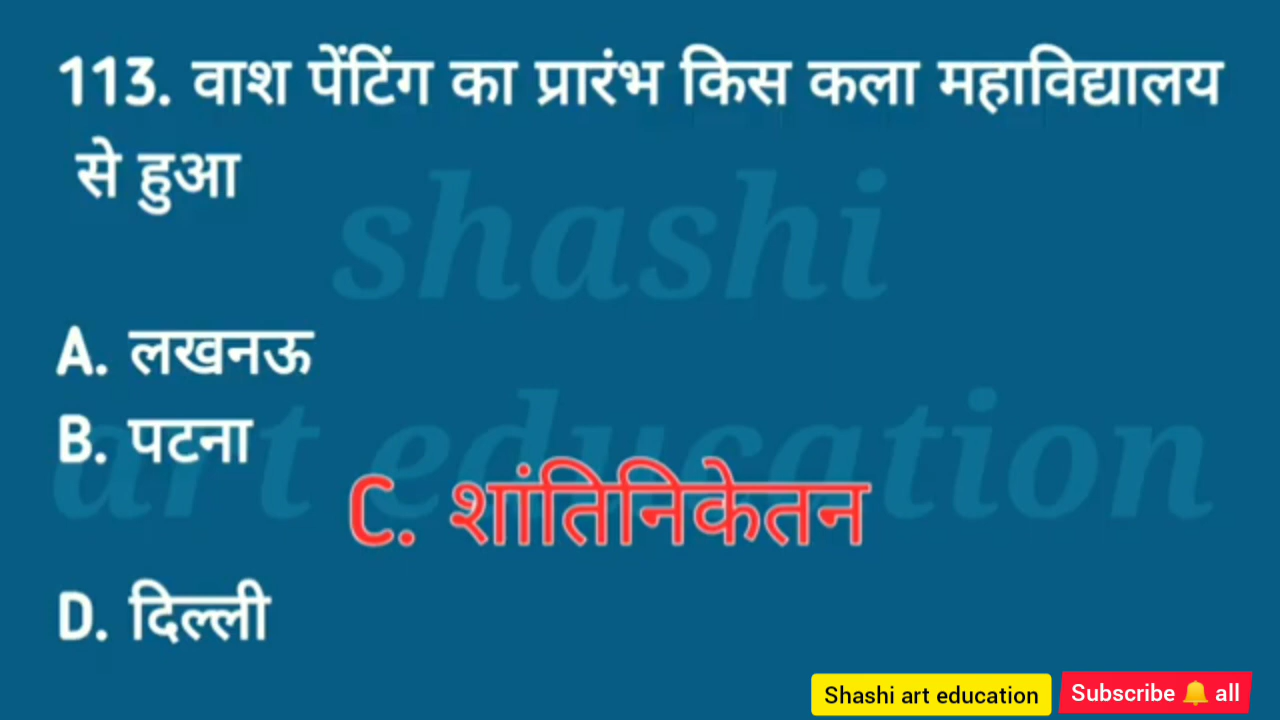 113. वाश पेंटिंग का प्रारंभ किस कला महाविद्यालय
से हुआ
shashi
A. लखनऊ
art education
B. पटना
C. शांतिनिकेतन
D. दिल्ली
Shashi art education
Subscribe 🔔 all